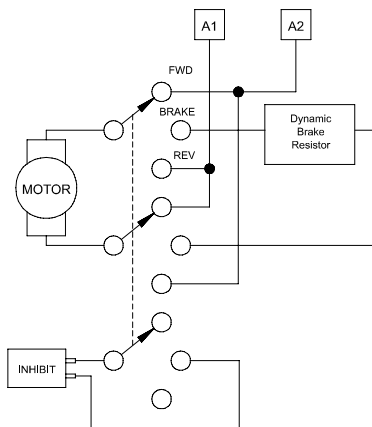 A1
A2
FWD
BRAKE
REV
Dynamic
Brake
Resistor
MOTOR
INHIBIT